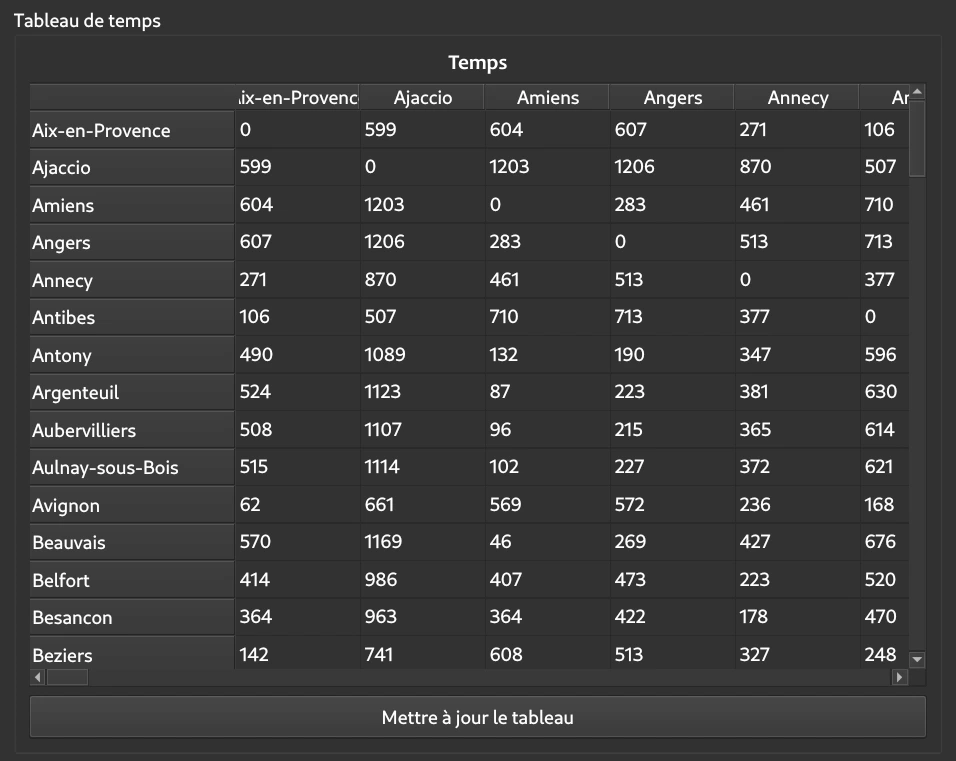 Tableau de temps
Temps
ix-en-Provenc Ajaccio Amiens Angers Annecy
Aix-en-Provence 0 599 604 607 271 106
Ajaccio 599 0 1203 1206 870 507
Amiens 604 1203 0 283 461 710
Angers 607 1206 283 0 513 713
Annecy 271 870 461 513 0 377
Antibes 106 507 710 713 377 0
Antony 490 1089 132 190 347 596
Argenteuil 524 1123 87 223 381 630
Aubervilliers 508 1107 96 215 365 614
Aulnay-sous-Bois 515 1114 102 227 372 621
Avignon 62 661 569 572 236 168
Beauvais 570 1169 46 269 427 676
Belfort 414 986 407 473 223 520
Besancon 364 963 364 422 178 470
Beziers 142 741 608 513 327 248
Mettre à jour le tableau